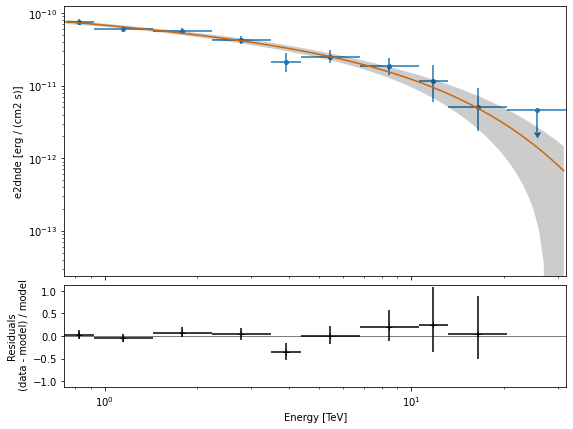 10⁻¹⁰
10⁻¹¹
10⁻¹²
10⁻¹³
e2dnde [erg / (cm2 s)]
1.0
0.5
0.0
−0.5
−1.0
Residuals
(data - model) / model
10⁰
10¹
Energy [TeV]